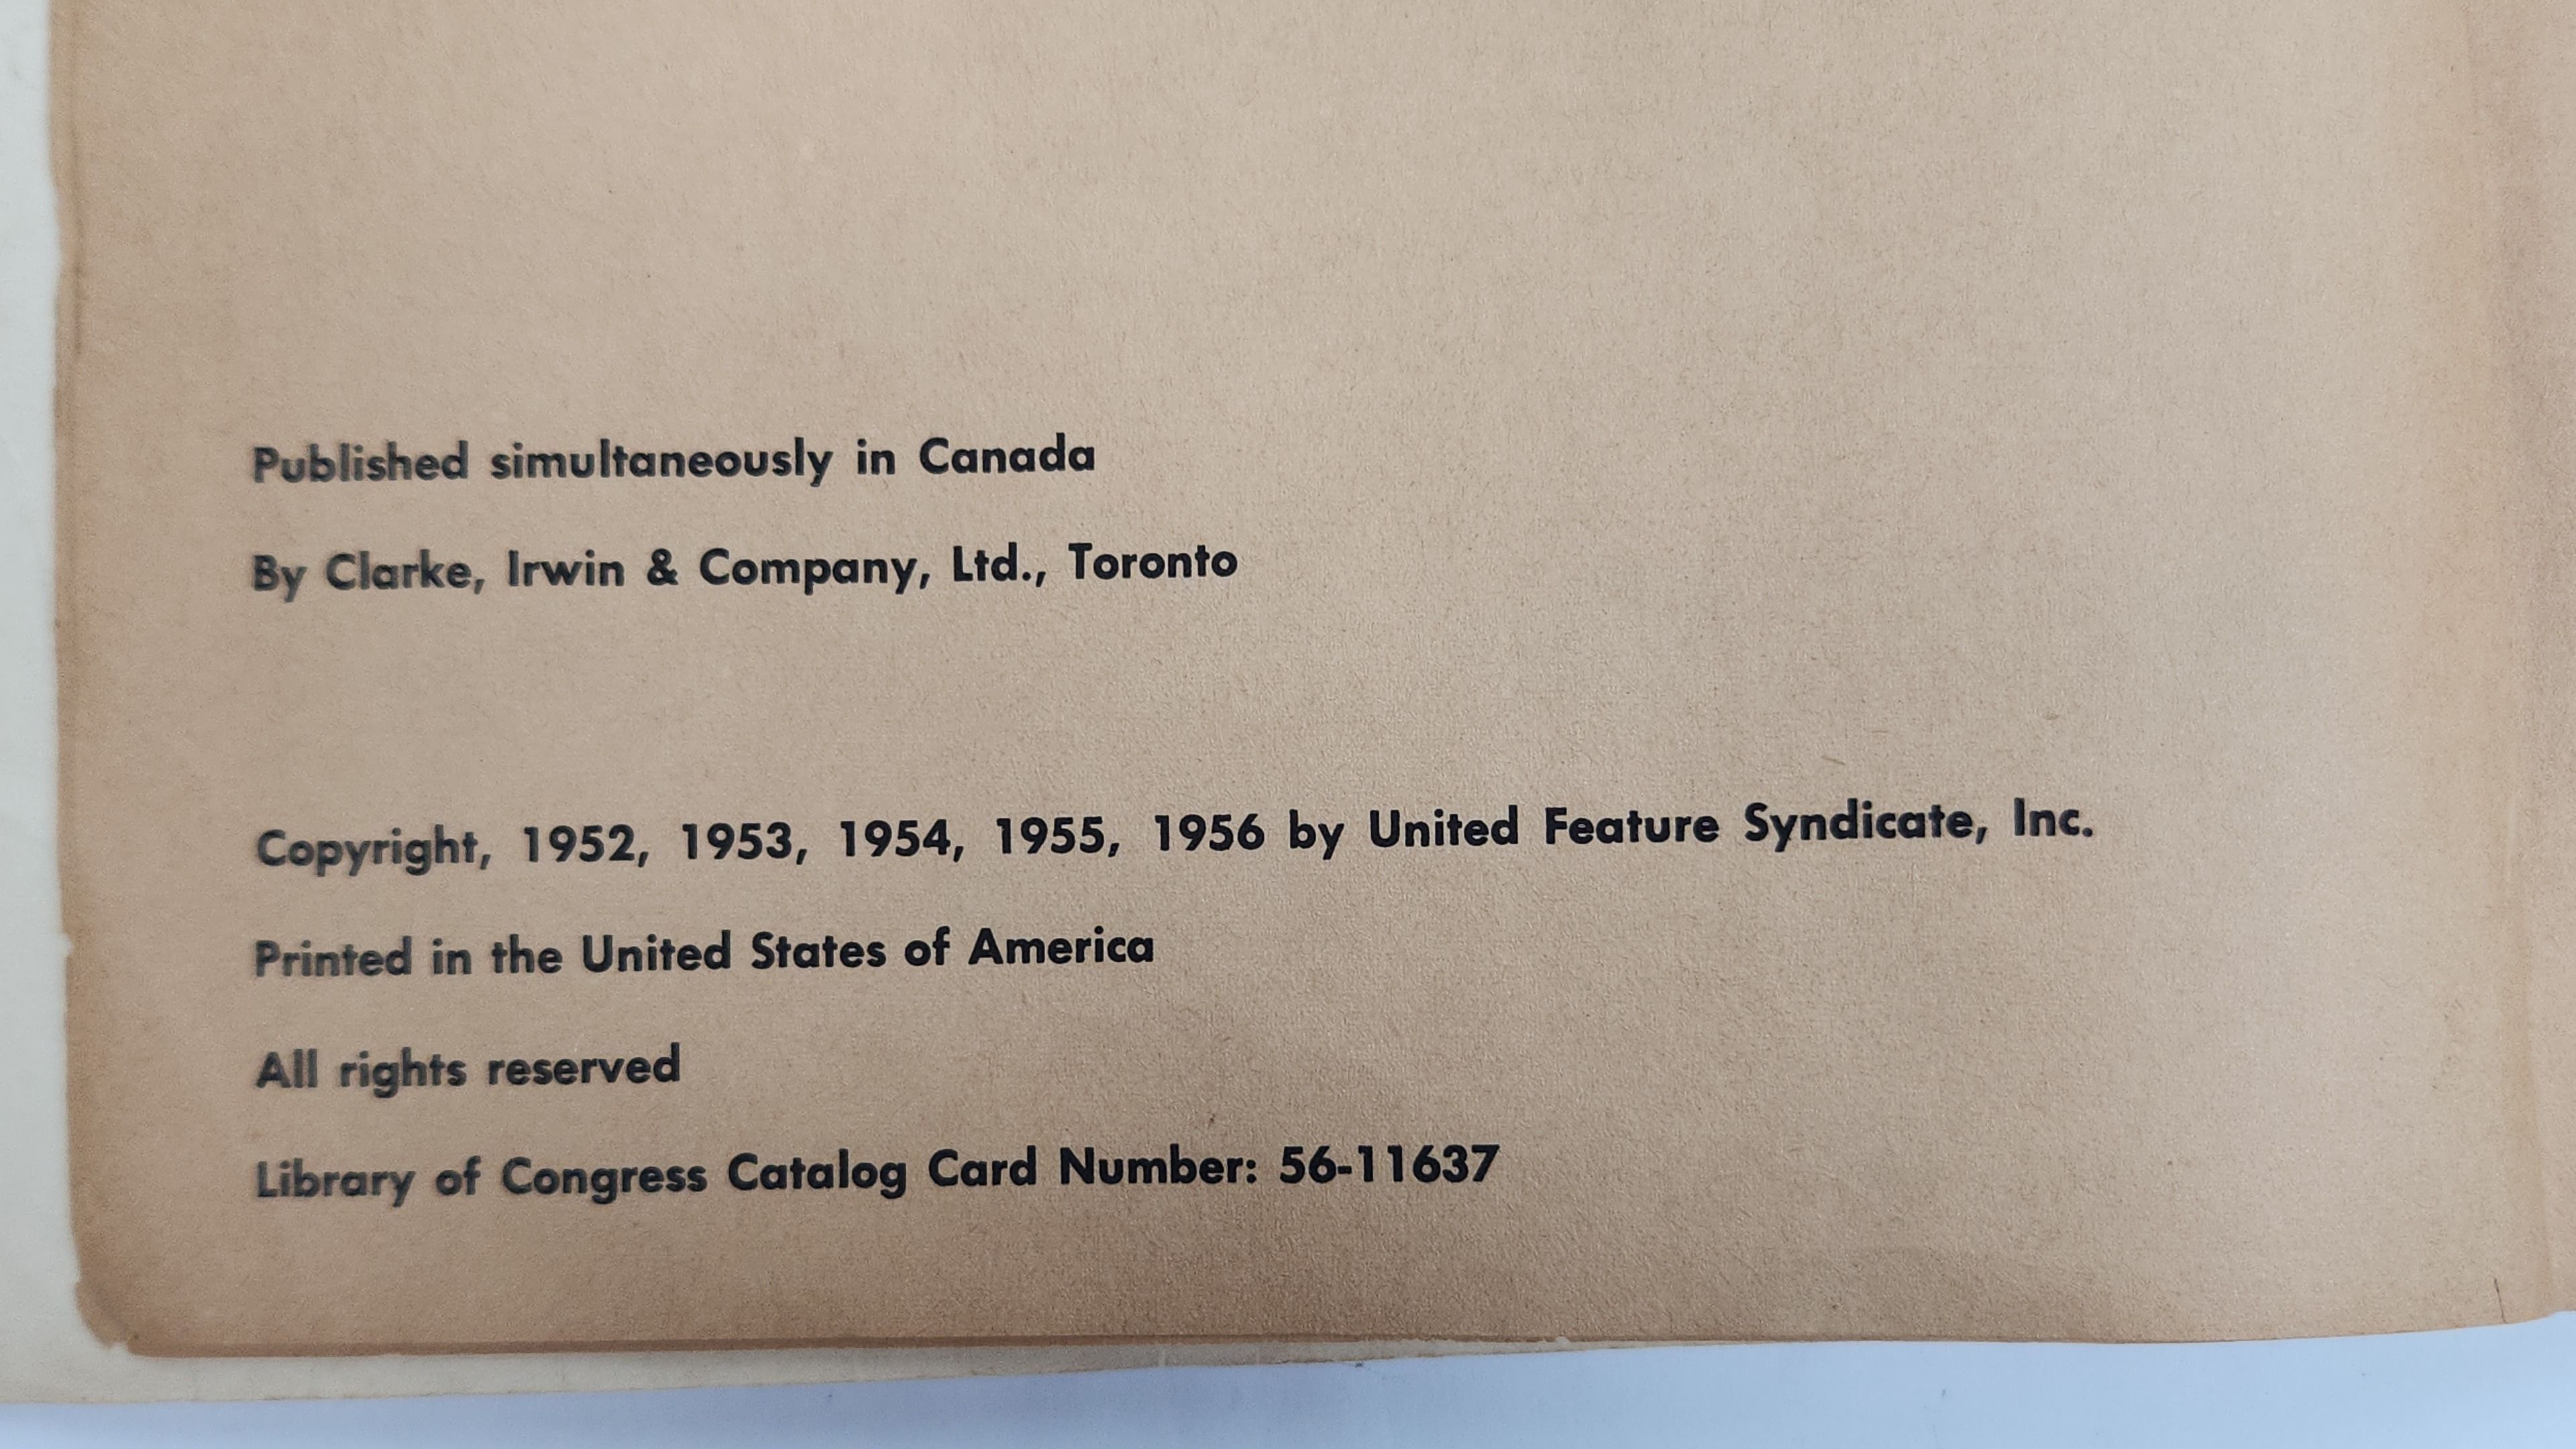 Published simultaneously in Canada
By Clarke, Irwin & Company, Ltd., Toronto
Copyright, 1952, 1953, 1954, 1955, 1956 by United Feature Syndicate, Inc.
Printed in the United States of America
All rights reserved
Library of Congress Catalog Card Number: 56-11637